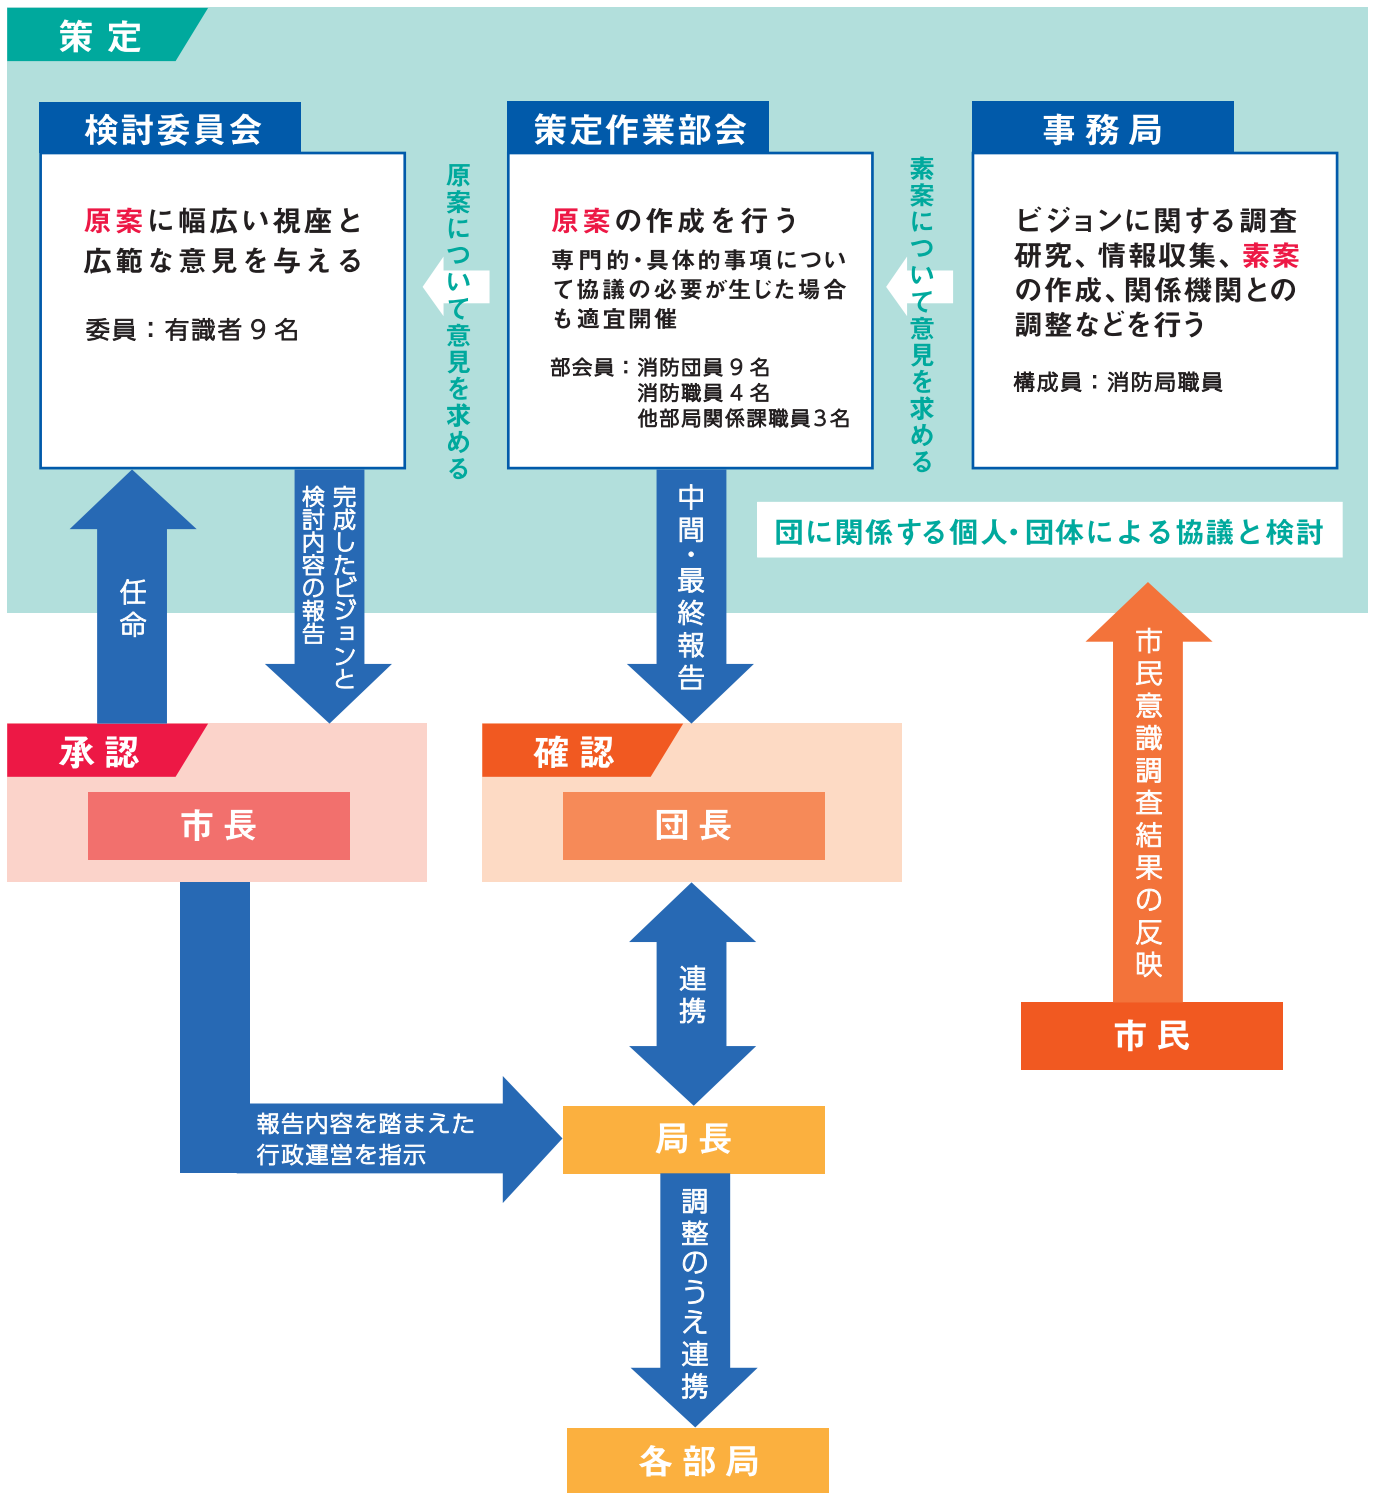 策定
検討委員会
原案に幅広い視座と
広範な意見を与える
委員：有識者９名
原案について意見を求める
策定作業部会
原案の作成を行う
専門的・具体的事項につい
て協議の必要が生じた場合
も適宜開催
部会員：消防団員９名
消防職員４名
他部局関係課職員３名
素案について意見を求める
事務局
ビジョンに関する調査
研究、情報収集、素案
の作成、関係機関との
調整などを行う
構成員：消防局職員
団に関係する個人・団体による協議と検討
任命
完成したビジョンと
検討内容の報告
中間・最終報告
市民意識調査結果の反映
承認
市長
確認
団長
連携
市民
報告内容を踏まえた
行政運営を指示
局長
調整のうえ連携
各部局